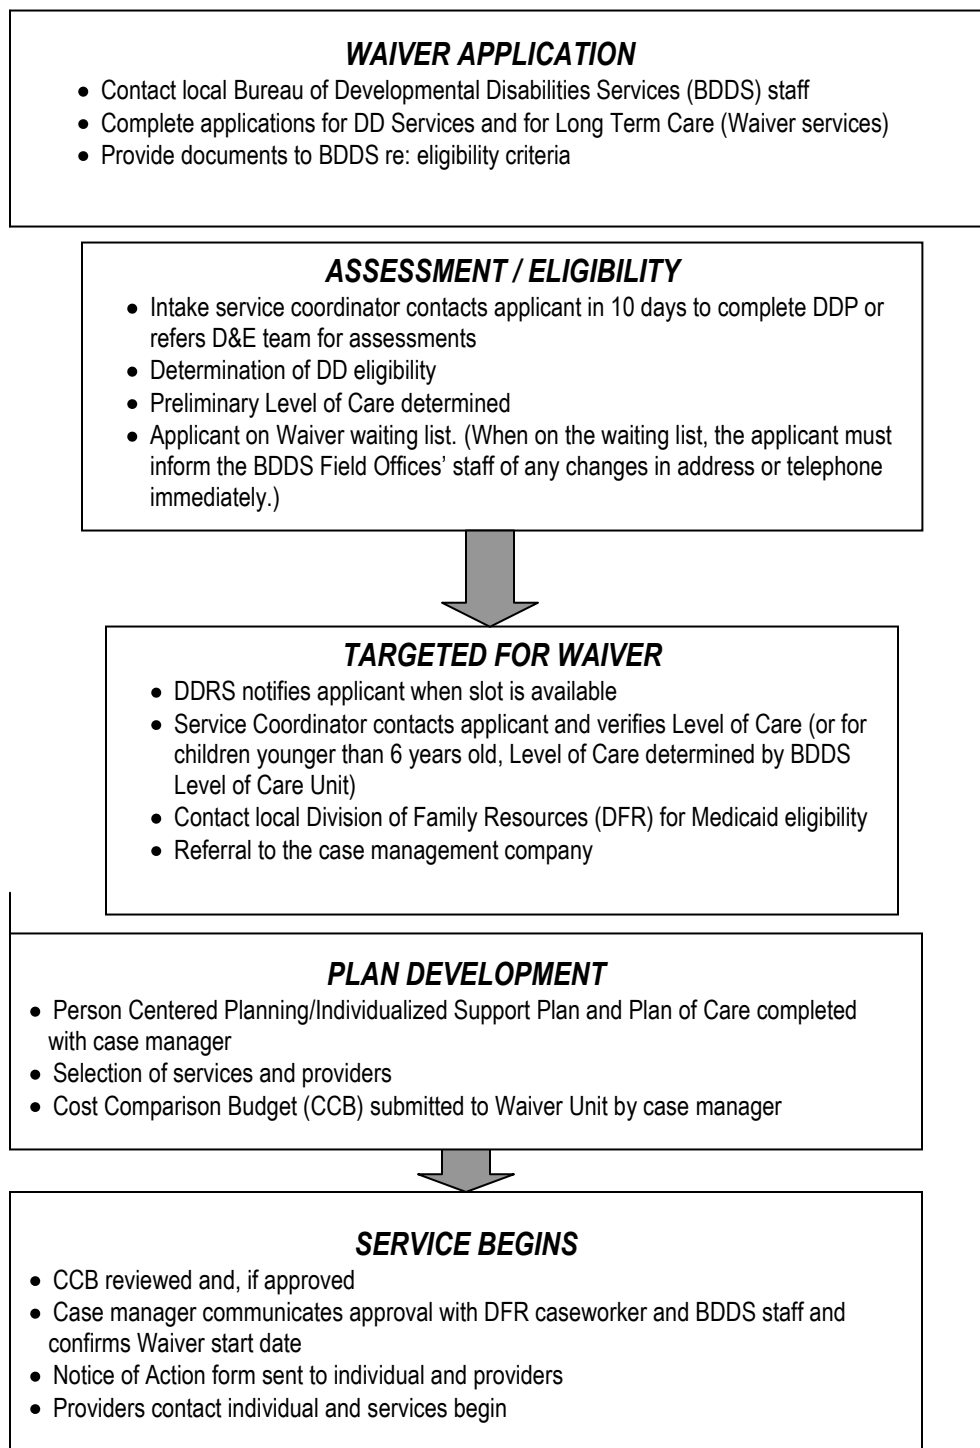 WAIVER APPLICATION
• Contact local Bureau of Developmental Disabilities Services (BDDS) staff
• Complete applications for DD Services and for Long Term Care (Waiver services)
• Provide documents to BDDS re: eligibility criteria
ASSESSMENT / ELIGIBILITY
• Intake service coordinator contacts applicant in 10 days to complete DDP or
refers D&E team for assessments
• Determination of DD eligibility
• Preliminary Level of Care determined
• Applicant on Waiver waiting list. (When on the waiting list, the applicant must
inform the BDDS Field Offices’ staff of any changes in address or telephone
immediately.)
TARGETED FOR WAIVER
• DDRS notifies applicant when slot is available
• Service Coordinator contacts applicant and verifies Level of Care (or for
children younger than 6 years old, Level of Care determined by BDDS
Level of Care Unit)
• Contact local Division of Family Resources (DFR) for Medicaid eligibility
• Referral to the case management company
PLAN DEVELOPMENT
• Person Centered Planning/Individualized Support Plan and Plan of Care completed
with case manager
• Selection of services and providers
• Cost Comparison Budget (CCB) submitted to Waiver Unit by case manager
SERVICE BEGINS
• CCB reviewed and, if approved
• Case manager communicates approval with DFR caseworker and BDDS staff and
confirms Waiver start date
• Notice of Action form sent to individual and providers
• Providers contact individual and services begin